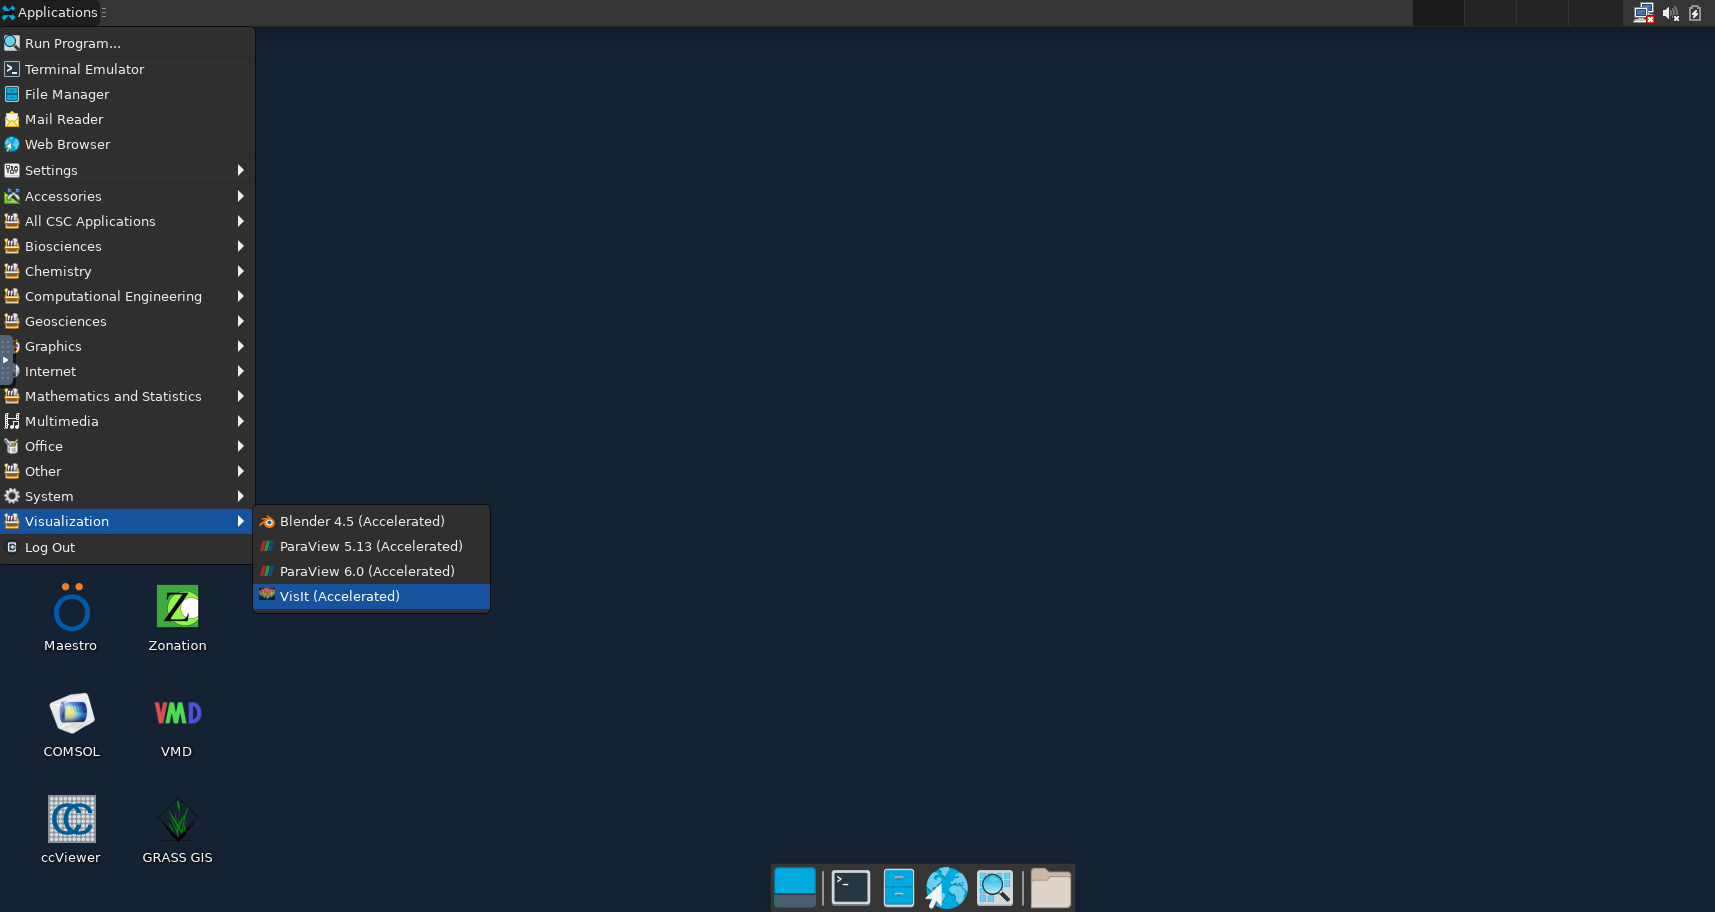 Applications
Run Program...
Terminal Emulator
File Manager
Mail Reader
Web Browser
Settings
Accessories
All CSC Applications
Biosciences
Chemistry
Computational Engineering
Geosciences
Graphics
Internet
Mathematics and Statistics
Multimedia
Office
Other
System
Visualization
Log Out
Blender 4.5 (Accelerated)
ParaView 5.13 (Accelerated)
ParaView 6.0 (Accelerated)
VisIt (Accelerated)
Maestro
Z
Zonation
COMSOL
VMD
VMD
CC
ccViewer
GRASS GIS